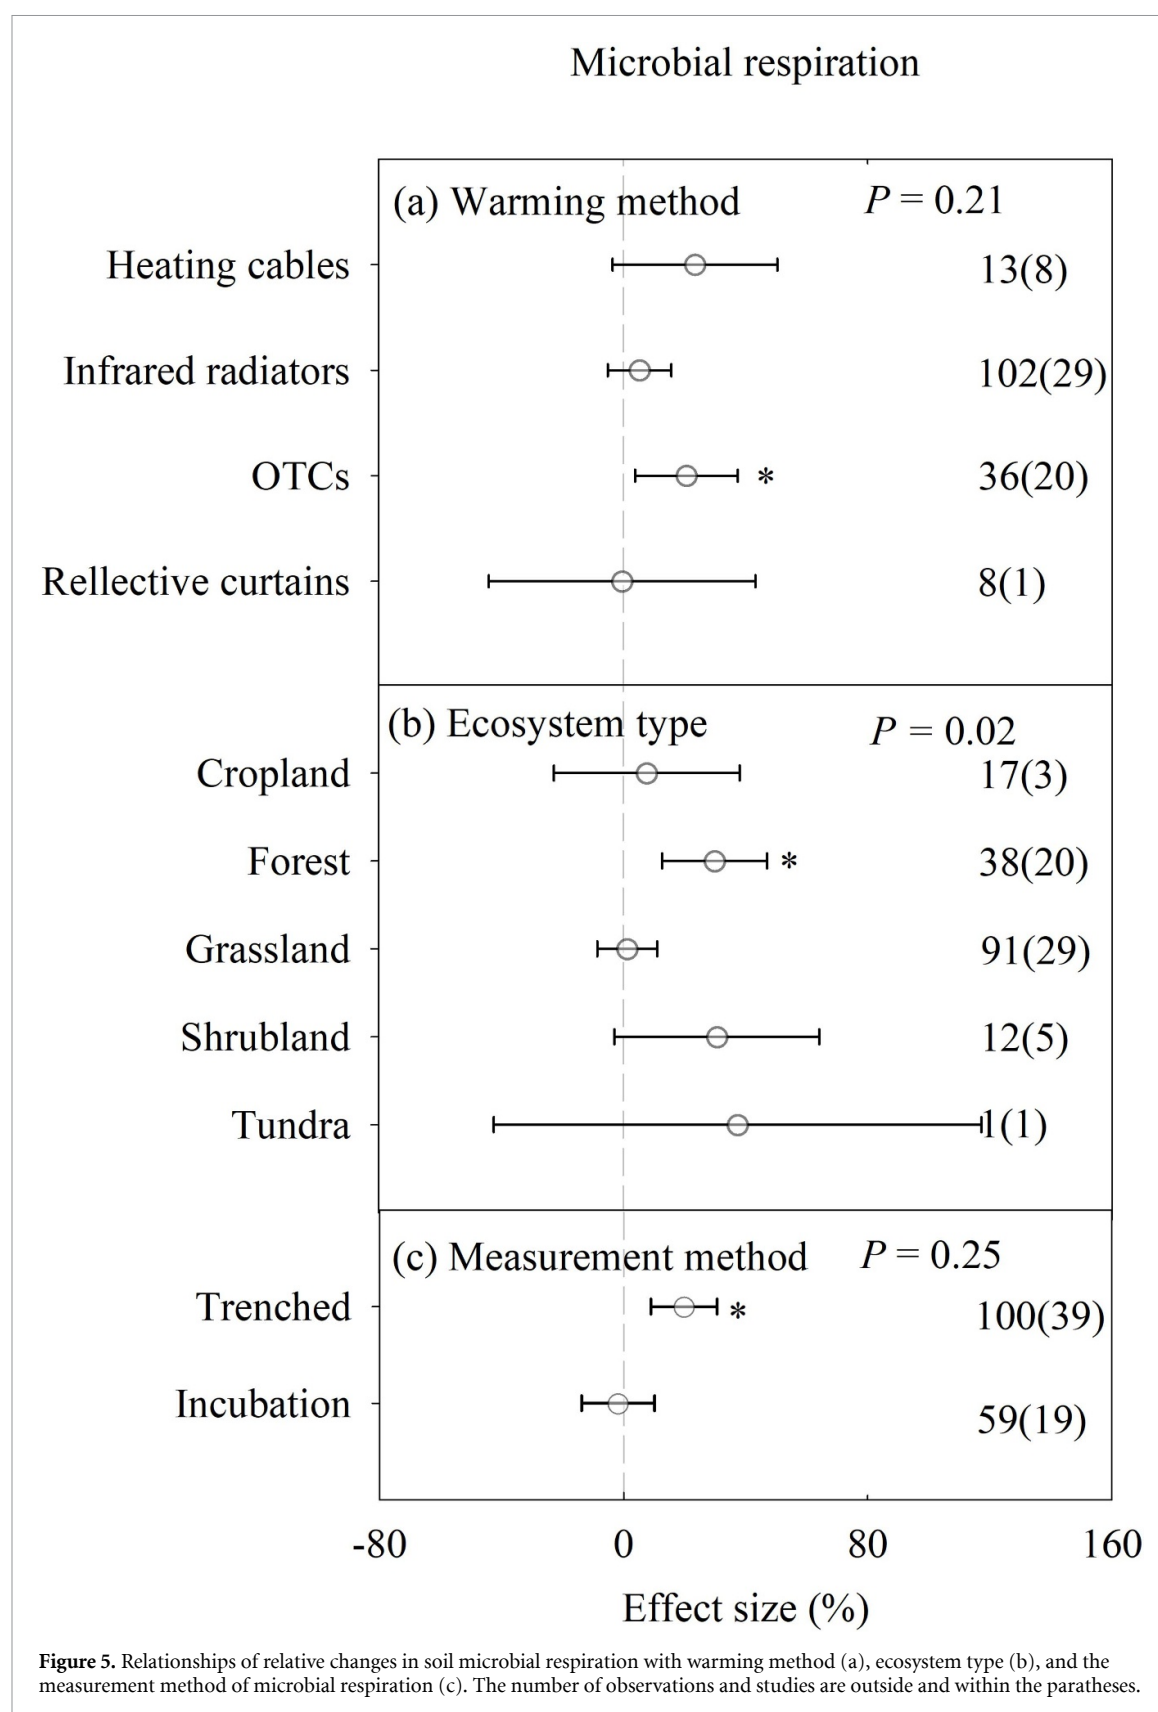 Microbial respiration
(a) Warming method P = 0.21
Heating cables 13(8)
Infrared radiators 102(29)
OTCs * 36(20)
Rellective curtains 8(1)
(b) Ecosystem type P = 0.02
Cropland 17(3)
Forest * 38(20)
Grassland 91(29)
Shrubland 12(5)
Tundra 1(1)
(c) Measurement method P = 0.25
Trenched * 100(39)
Incubation 59(19)
-80 0 80 160
Effect size (%)
Figure 5. Relationships of relative changes in soil microbial respiration with warming method (a), ecosystem type (b), and the
measurement method of microbial respiration (c). The number of observations and studies are outside and within the paratheses.